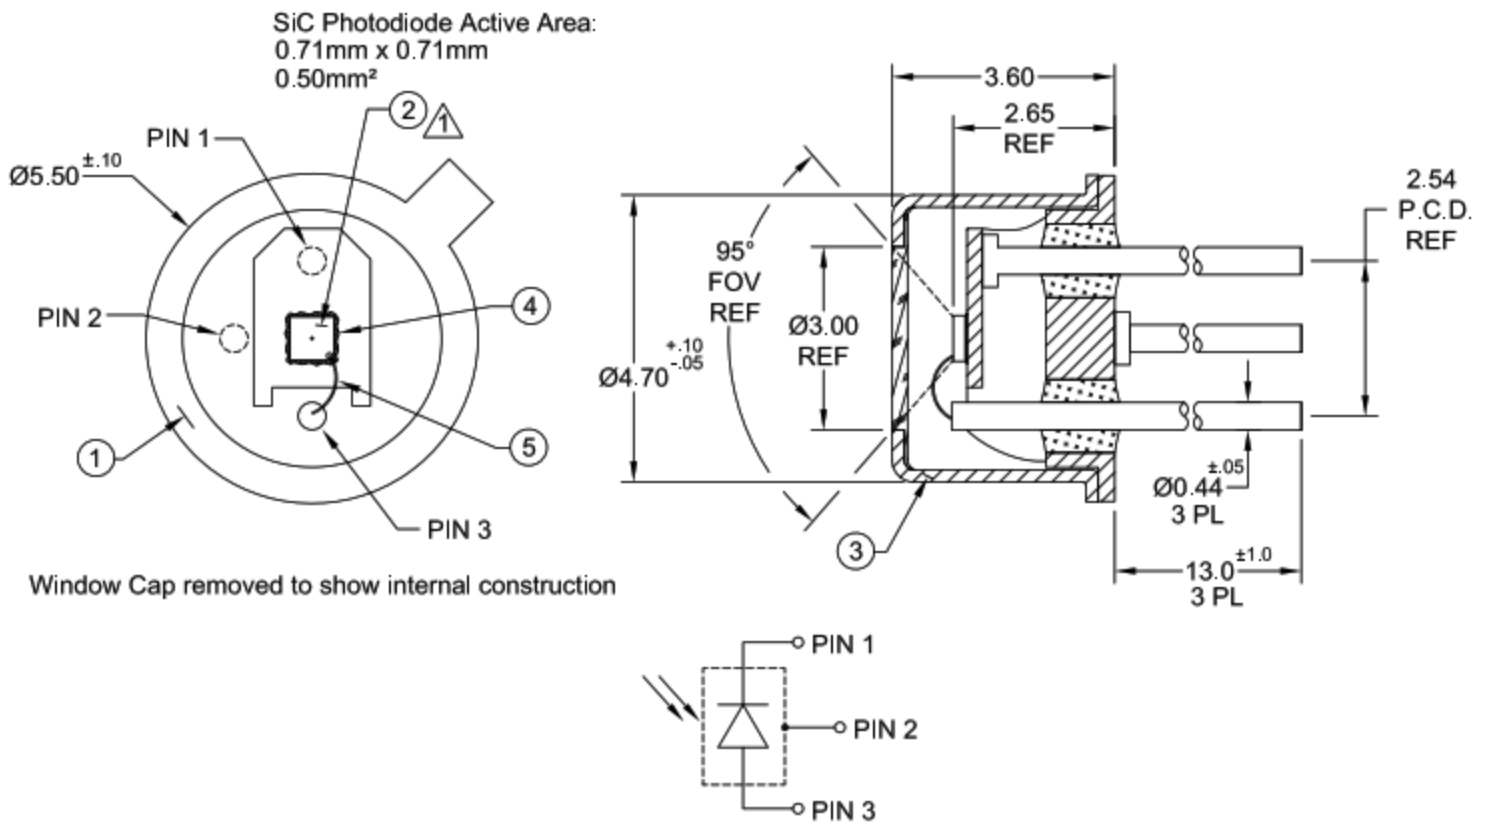 SiC Photodiode Active Area:
0.71mm x 0.71mm
0.50mm²
2
1
PIN 1
Ø5.50 ±.10
PIN 2
4
1
5
PIN 3
Window Cap removed to show internal construction
3.60
2.65
REF
2.54
P.C.D.
REF
95°
FOV
REF
Ø3.00
REF
Ø4.70 +.10 -.05
3
Ø0.44 ±.05
3 PL
13.0 ±1.0
3 PL
PIN 1
PIN 2
PIN 3